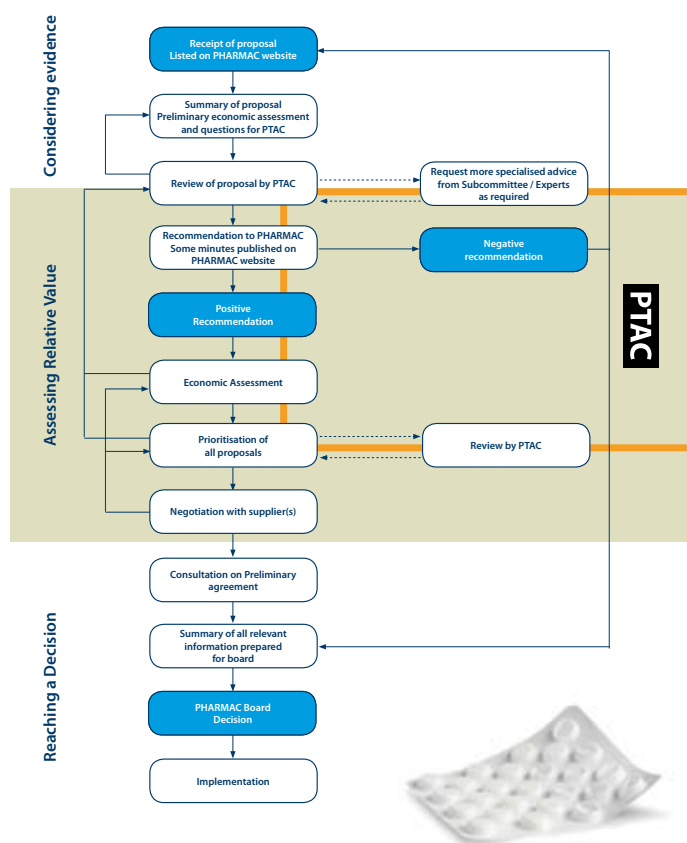 Considering evidence
Receipt of proposal
Listed on PHARMAC website
Summary of proposal
Preliminary economic assessment
and questions for PTAC
Review of proposal by PTAC
Request more specialised advice
from Subcommittee / Experts
as required
Assessing Relative Value
Recommendation to PHARMAC
Some minutes published on
PHARMAC website
Negative
recommendation
Positive
Recommendation
PTAC
Economic Assessment
Prioritisation of
all proposals
Review by PTAC
Negotiation with supplier(s)
Reaching a Decision
Consultation on Preliminary
agreement
Summary of all relevant
information prepared
for board
PHARMAC Board
Decision
Implementation